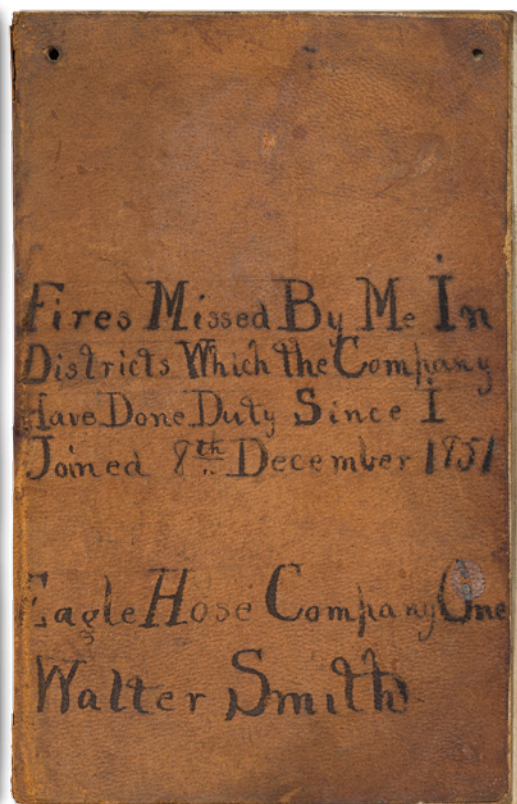 Fires Missed By Me In
Districts Which the Company
Have Done Duty Since I
Joined 8th December 1851
Eagle Hose Company One
Walter Smith